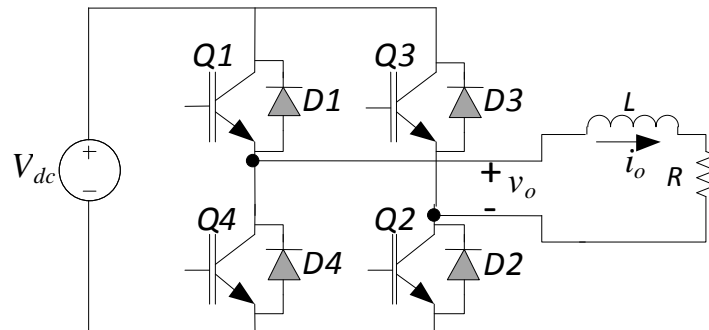 Q1
Q3
D1
D3
L
+
V_dc
−
+
v_o
-
i_o
R
Q4
Q2
D4
D2